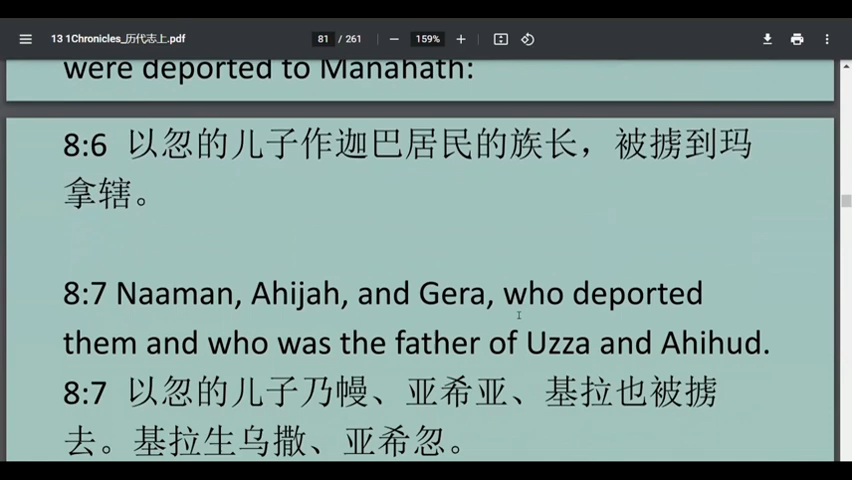 13 1Chronicles_历代志上.pdf
81 / 261
159%
were deported to Manahath:
8:6 以忽的儿子作迦巴居民的族长，被掳到玛
拿辖。
8:7 Naaman, Ahijah, and Gera, who deported
them and who was the father of Uzza and Ahihud.
8:7 以忽的儿子乃幔、亚希亚、基拉也被掳
去。基拉生乌撒、亚希忽。